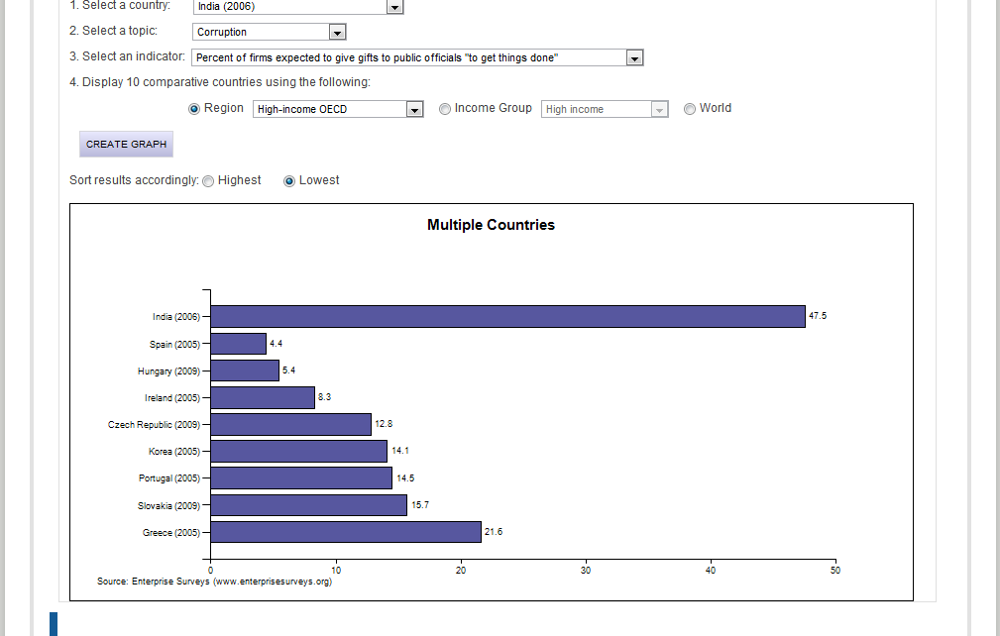 1. Select a country: India (2006)
2. Select a topic: Corruption
3. Select an indicator: Percent of firms expected to give gifts to public officials "to get things done"
4. Display 10 comparative countries using the following:
Region High-income OECD Income Group High income World
CREATE GRAPH
Sort results accordingly: Highest Lowest
Multiple Countries
India (2006) 47.5
Spain (2005) 4.4
Hungary (2009) 5.4
Ireland (2005) 8.3
Czech Republic (2009) 12.8
Korea (2005) 14.1
Portugal (2005) 14.5
Slovakia (2009) 15.7
Greece (2005) 21.6
0 10 20 30 40 50
Source: Enterprise Surveys (www.enterprisesurveys.org)